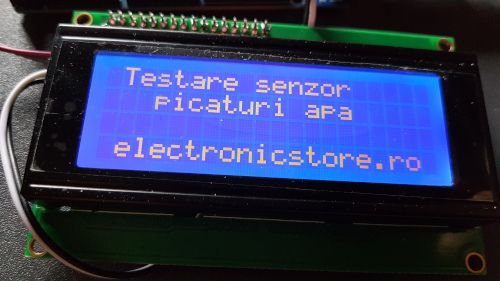 Testare senzor
picaturi apa
electronicstore.ro